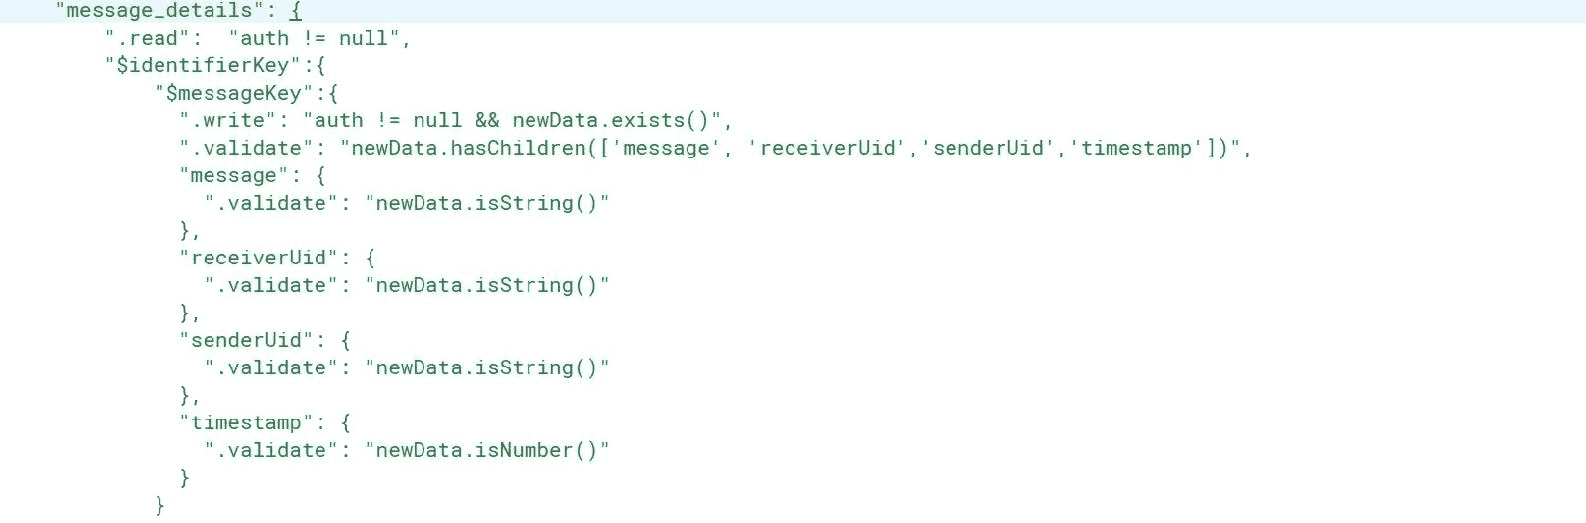 "message_details": {
".read":  "auth != null",
"$identifierKey":{
"$messageKey":{
".write": "auth != null && newData.exists()",
".validate": "newData.hasChildren(['message', 'receiverUid','senderUid','timestamp'])",
"message": {
".validate": "newData.isString()"
},
"receiverUid": {
".validate": "newData.isString()"
},
"senderUid": {
".validate": "newData.isString()"
},
"timestamp": {
".validate": "newData.isNumber()"
}
}